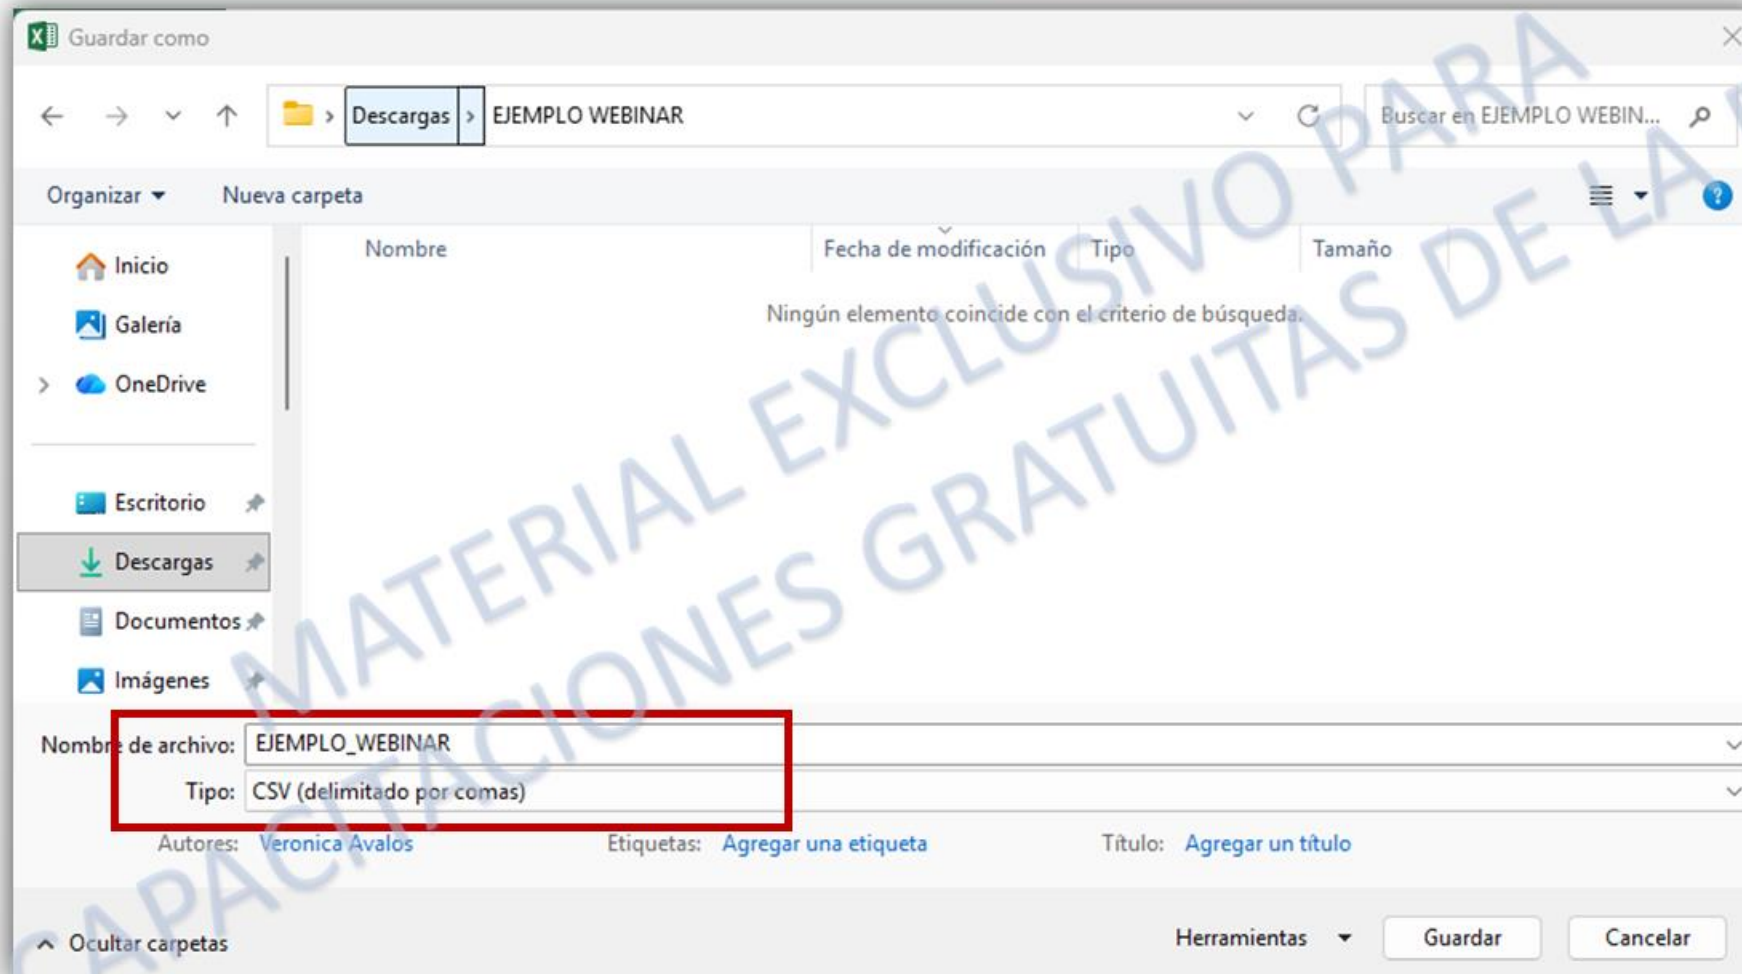 Guardar como
Descargas > EJEMPLO WEBINAR
Buscar en EJEMPLO WEBIN...
Organizar
Nueva carpeta
Nombre
Fecha de modificación
Tipo
Tamaño
Ningún elemento coincide con el criterio de búsqueda.
Inicio
Galería
OneDrive
Escritorio
Descargas
Documentos
Imágenes
Nombre de archivo: EJEMPLO_WEBINAR
Tipo: CSV (delimitado por comas)
Autores: Veronica Avalos
Etiquetas: Agregar una etiqueta
Título: Agregar un título
Ocultar carpetas
Herramientas
Guardar
Cancelar
MATERIAL EXCLUSIVO PARA
CAPACITACIONES GRATUITAS DE LA